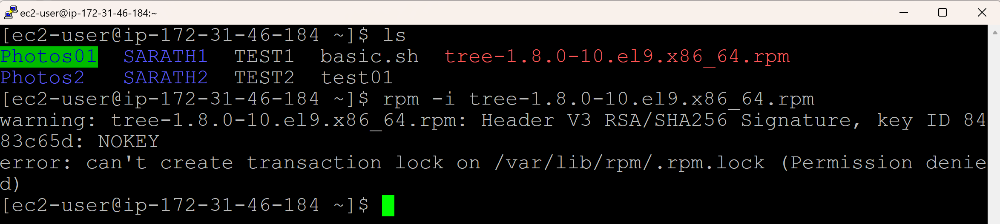 ec2-user@ip-172-31-46-184:~
[ec2-user@ip-172-31-46-184 ~]$ ls
Photos01  SARATH1  TEST1  basic.sh  tree-1.8.0-10.el9.x86_64.rpm
Photos2   SARATH2  TEST2  test01
[ec2-user@ip-172-31-46-184 ~]$ rpm -i tree-1.8.0-10.el9.x86_64.rpm
warning: tree-1.8.0-10.el9.x86_64.rpm: Header V3 RSA/SHA256 Signature, key ID 84
83c65d: NOKEY
error: can't create transaction lock on /var/lib/rpm/.rpm.lock (Permission denie
d)
[ec2-user@ip-172-31-46-184 ~]$